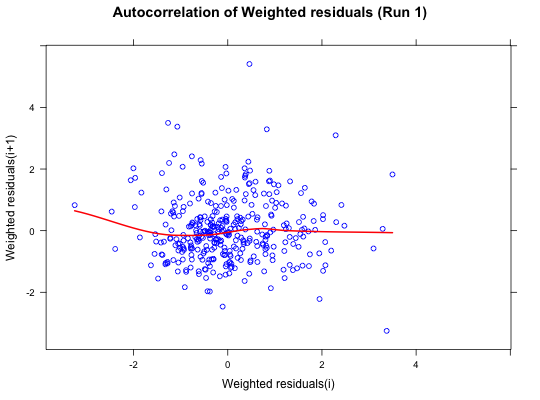 Autocorrelation of Weighted residuals (Run 1)
Weighted residuals(i+1)
4
2
0
-2
-2
0
2
4
Weighted residuals(i)